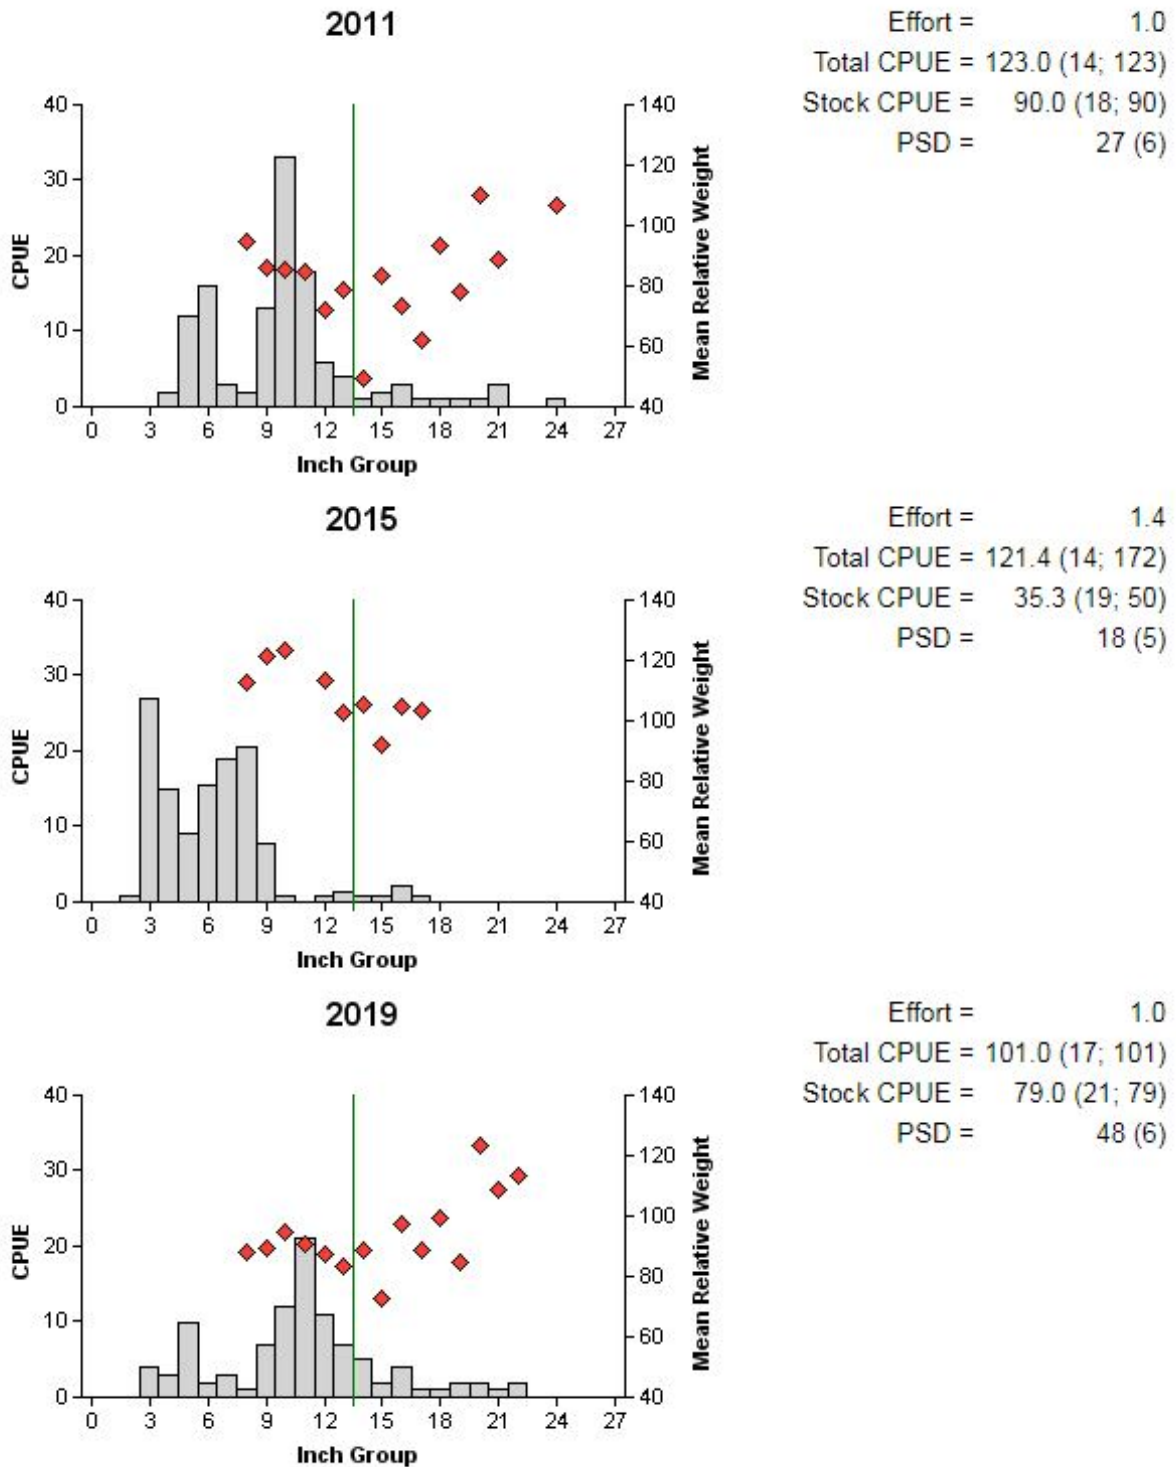 2011
Effort = 1.0
Total CPUE = 123.0 (14; 123)
Stock CPUE = 90.0 (18; 90)
PSD = 27 (6)
40 140
120
30
100
20
80
10
60
0 40
CPUE
Mean Relative Weight
0 3 6 9 12 15 18 21 24 27
Inch Group
2015
Effort = 1.4
Total CPUE = 121.4 (14; 172)
Stock CPUE = 35.3 (19; 50)
PSD = 18 (5)
40 140
120
30
100
20
80
10
60
0 40
CPUE
Mean Relative Weight
0 3 6 9 12 15 18 21 24 27
Inch Group
2019
Effort = 1.0
Total CPUE = 101.0 (17; 101)
Stock CPUE = 79.0 (21; 79)
PSD = 48 (6)
40 140
120
30
100
20
80
10
60
0 40
CPUE
Mean Relative Weight
0 3 6 9 12 15 18 21 24 27
Inch Group